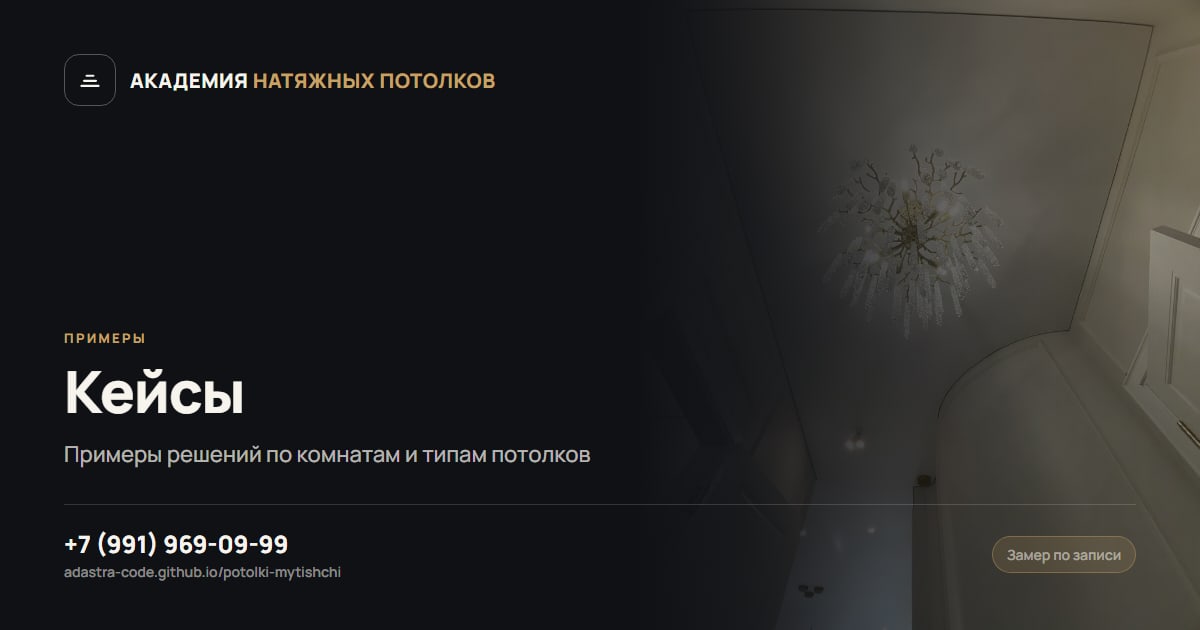 АКАДЕМИЯ НАТЯЖНЫХ ПОТОЛКОВ
ПРИМЕРЫ
Кейсы
Примеры решений по комнатам и типам потолков
+7 (991) 969-09-99
adastra-code.github.io/potolki-mytishchi
Замер по записи